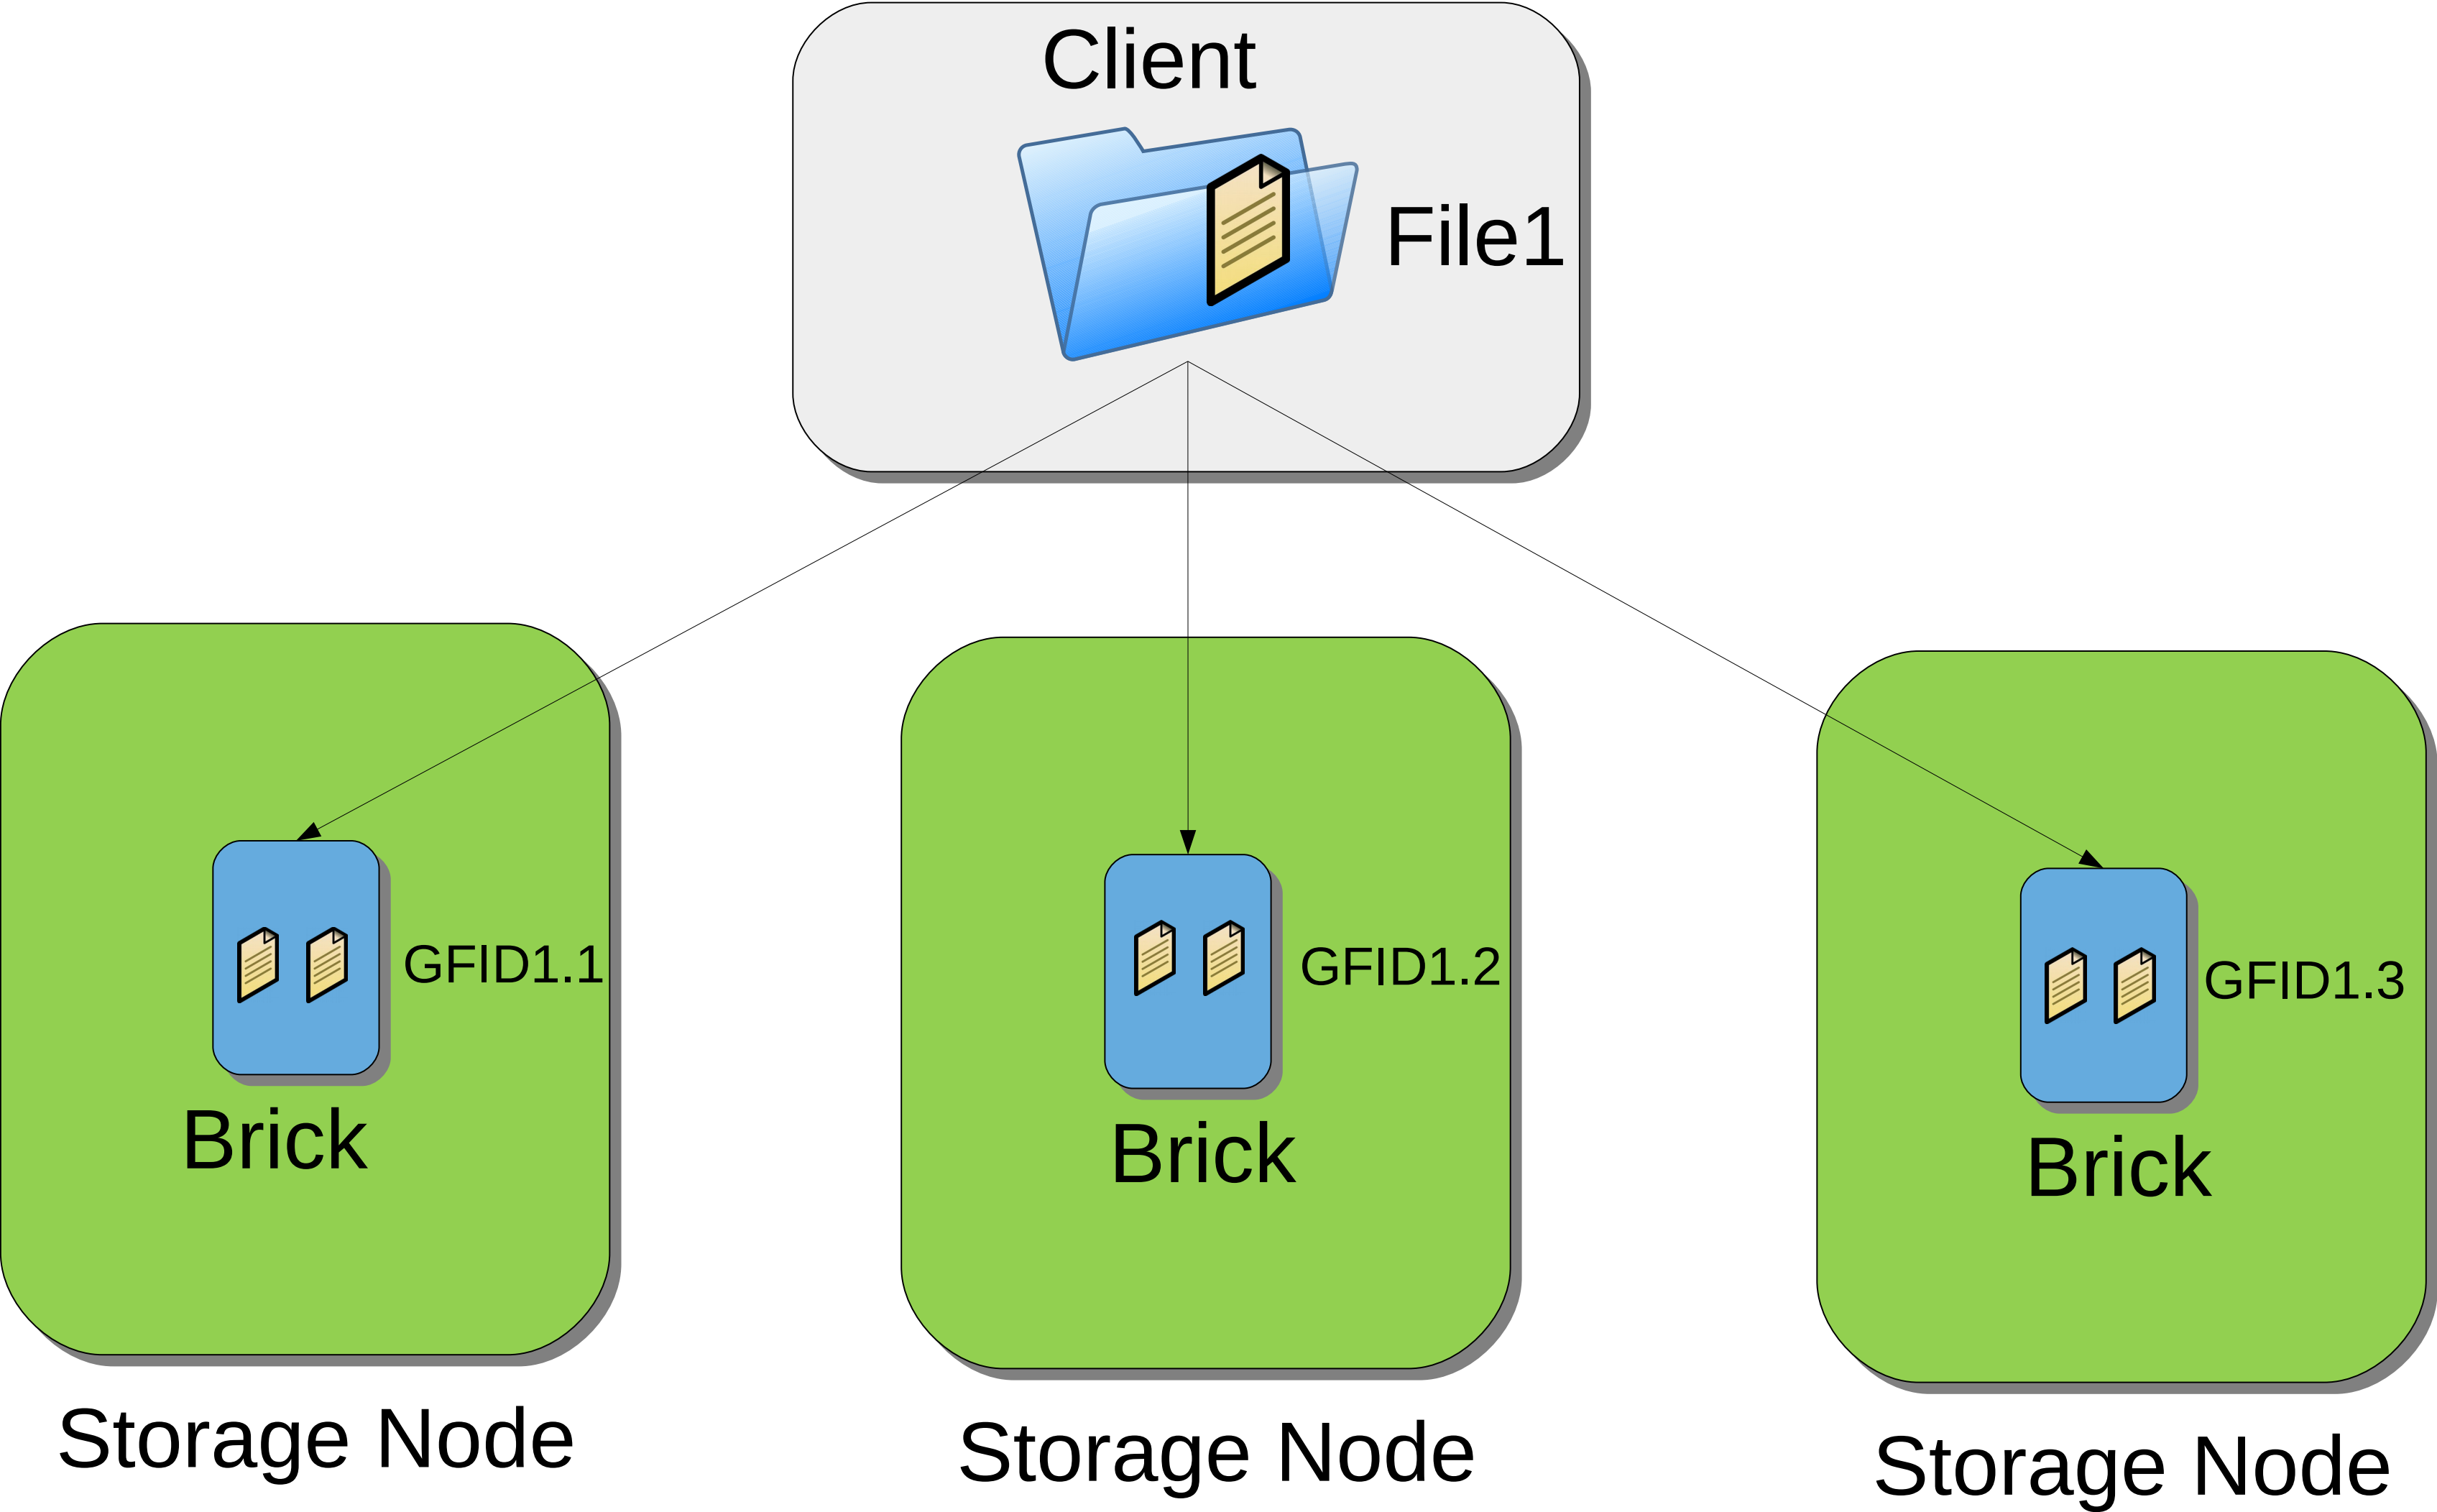 Client
File1
GFID1.1
GFID1.2
GFID1.3
Brick
Brick
Brick
Storage Node
Storage Node
Storage Node